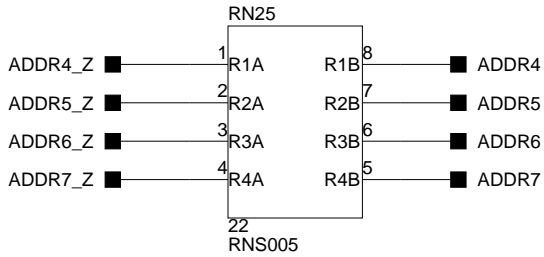 RN25
ADDR4_Z 1 R1A R1B 8 ADDR4
ADDR5_Z 2 R2A R2B 7 ADDR5
ADDR6_Z 3 R3A R3B 6 ADDR6
ADDR7_Z 4 R4A R4B 5 ADDR7
22
RNS005